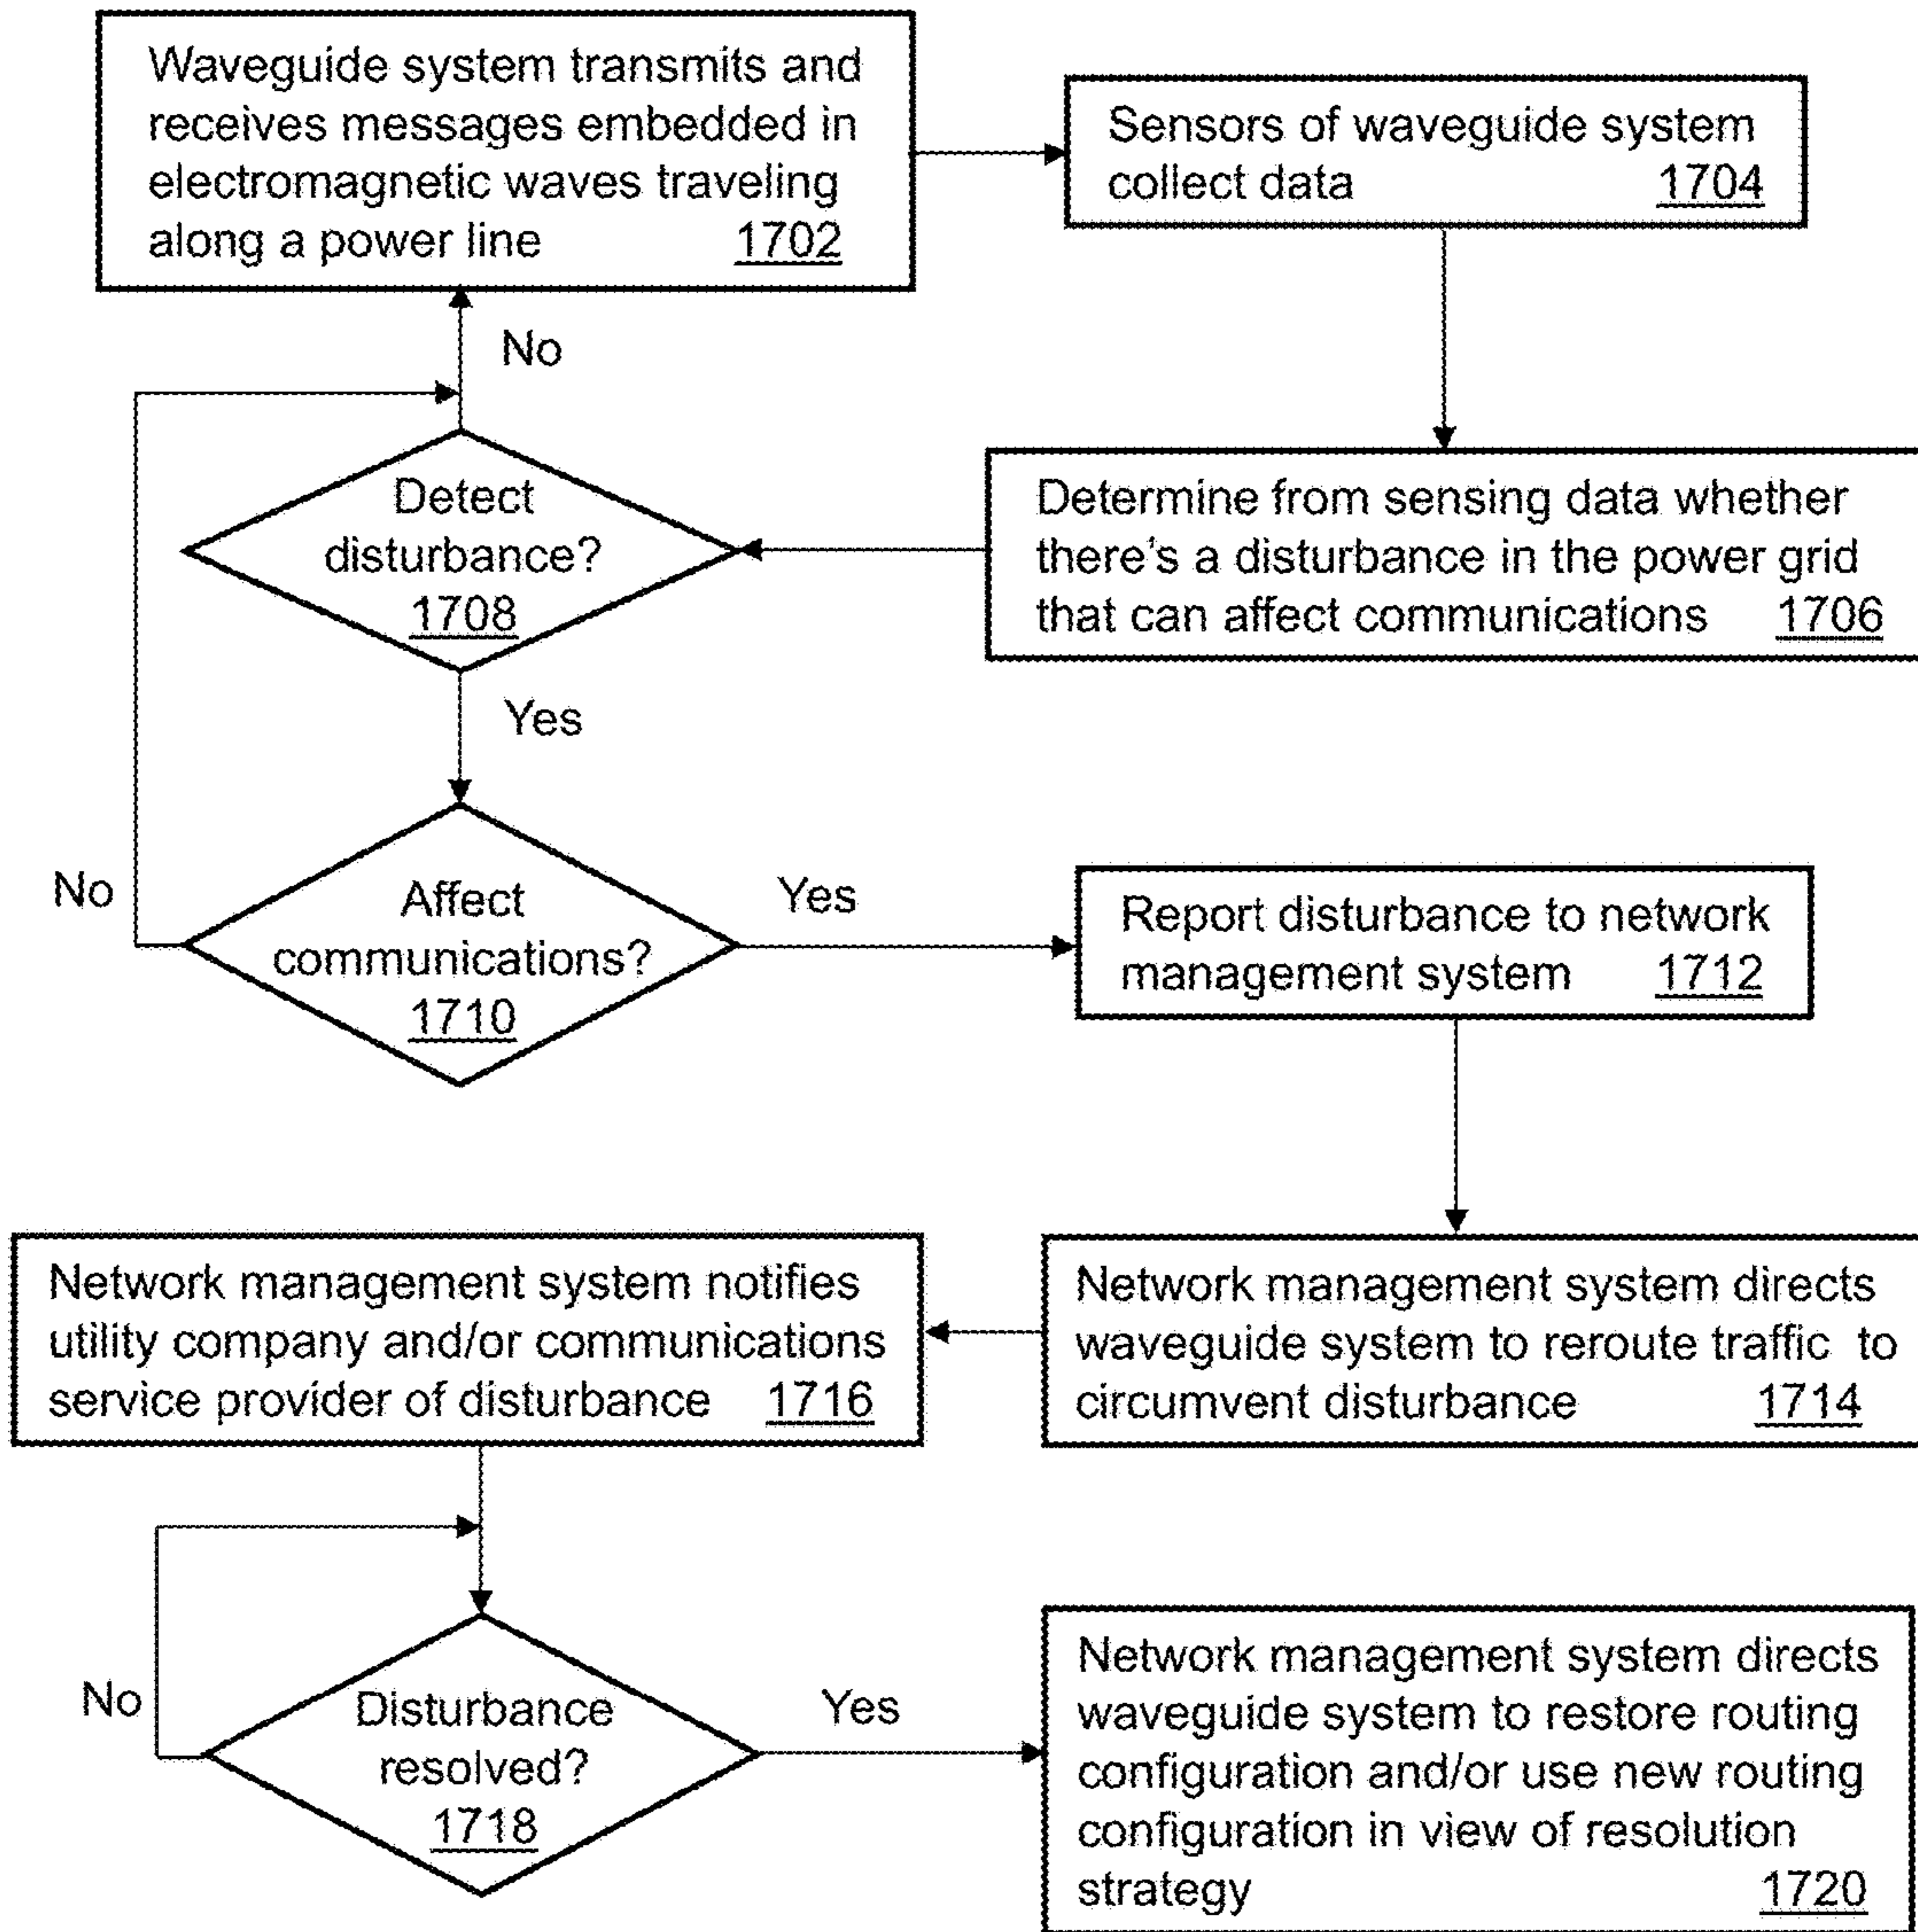 Waveguide system transmits and
receives messages embedded in
electromagnetic waves traveling
along a power line 1702
Sensors of waveguide system
collect data 1704
No
Detect
disturbance?
1708
Determine from sensing data whether
there's a disturbance in the power grid
that can affect communications 1706
Yes
No
Affect
communications?
1710
Yes
Report disturbance to network
management system 1712
Network management system notifies
utility company and/or communications
service provider of disturbance 1716
Network management system directs
waveguide system to reroute traffic to
circumvent disturbance 1714
No
Disturbance
resolved?
1718
Yes
Network management system directs
waveguide system to restore routing
configuration and/or use new routing
configuration in view of resolution
strategy 1720